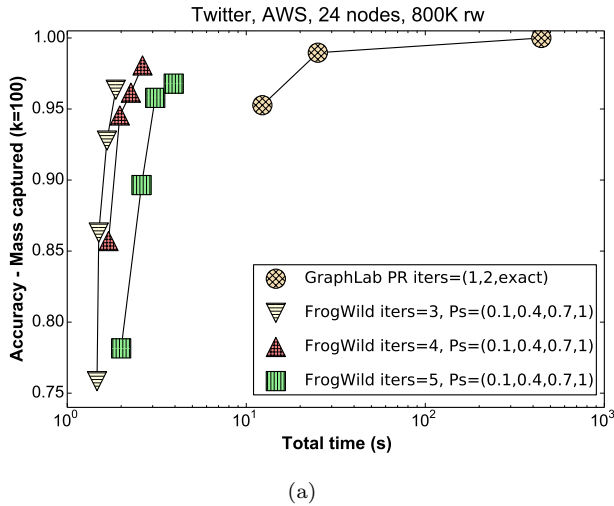 Twitter, AWS, 24 nodes, 800K rw
Accuracy - Mass captured (k=100)
1.00
0.95
0.90
0.85
0.80
0.75
GraphLab PR iters=(1,2,exact)
FrogWild iters=3, Ps=(0.1,0.4,0.7,1)
FrogWild iters=4, Ps=(0.1,0.4,0.7,1)
FrogWild iters=5, Ps=(0.1,0.4,0.7,1)
10⁰ 10¹ 10² 10³
Total time (s)
(a)